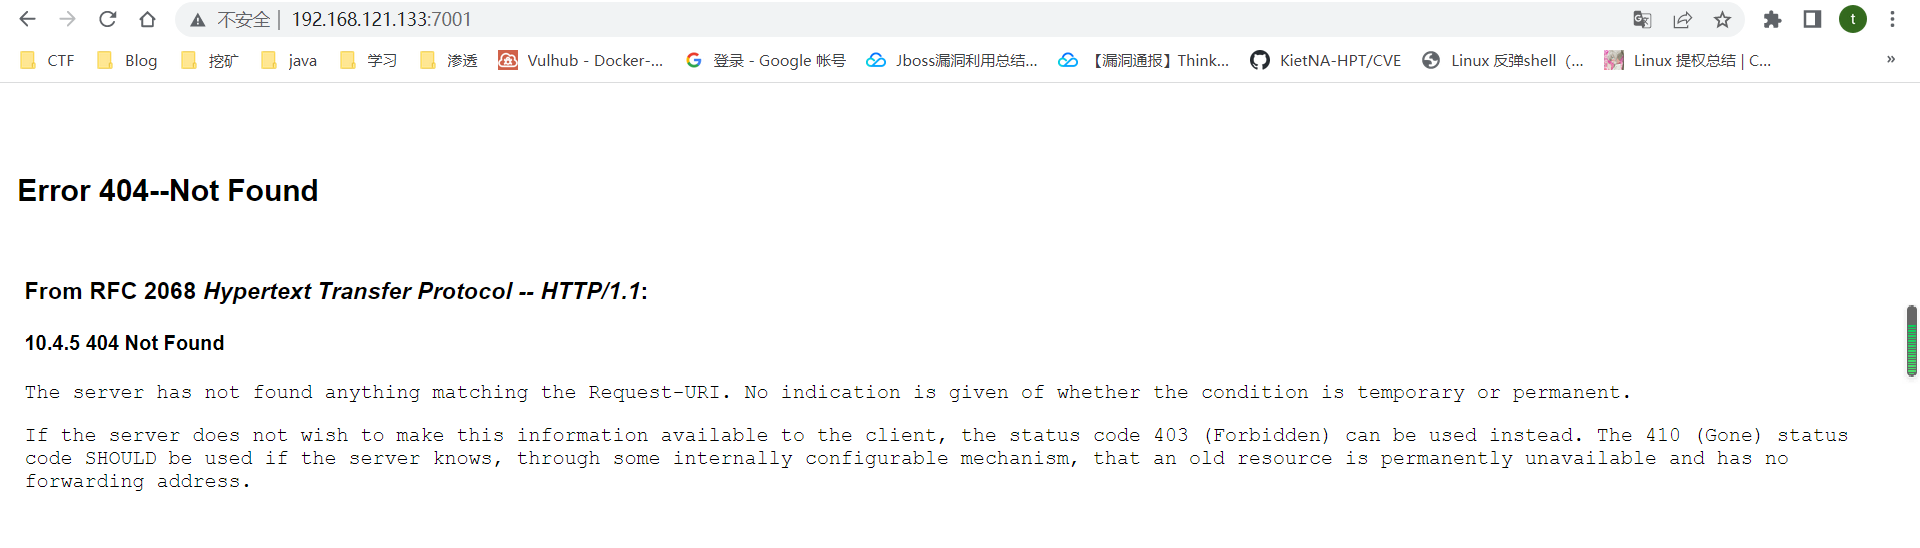 不安全 | 192.168.121.133:7001
t
CTF Blog 挖矿 java 学习 渗透 Vulhub - Docker-... 登录 - Google 帐号 Jboss漏洞利用总结... 【漏洞通报】Think... KietNA-HPT/CVE Linux 反弹shell（... Linux 提权总结 | C... »
Error 404--Not Found
From RFC 2068 Hypertext Transfer Protocol -- HTTP/1.1:
10.4.5 404 Not Found
The server has not found anything matching the Request-URI. No indication is given of whether the condition is temporary or permanent.
If the server does not wish to make this information available to the client, the status code 403 (Forbidden) can be used instead. The 410 (Gone) status
code SHOULD be used if the server knows, through some internally configurable mechanism, that an old resource is permanently unavailable and has no
forwarding address.